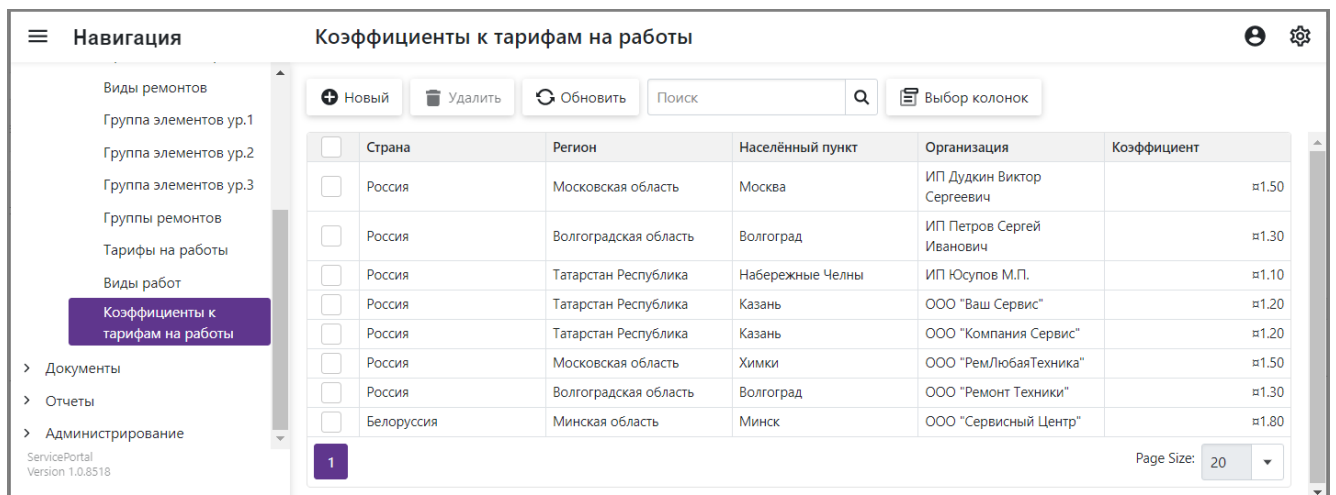 Навигация
Коэффициенты к тарифам на работы
Виды ремонтов
Группа элементов ур.1
Группа элементов ур.2
Группа элементов ур.3
Группы ремонтов
Тарифы на работы
Виды работ
Коэффициенты к
тарифам на работы
Документы
Отчеты
Администрирование
ServicePortal
Version 1.0.8518
Новый Удалить Обновить Поиск Выбор колонок
Страна Регион Населённый пункт Организация Коэффициент
Россия Московская область Москва ИП Дудкин Виктор Сергеевич ¤1.50
Россия Волгоградская область Волгоград ИП Петров Сергей Иванович ¤1.30
Россия Татарстан Республика Набережные Челны ИП Юсупов М.П. ¤1.10
Россия Татарстан Республика Казань ООО "Ваш Сервис" ¤1.20
Россия Татарстан Республика Казань ООО "Компания Сервис" ¤1.20
Россия Московская область Химки ООО "РемЛюбаяТехника" ¤1.50
Россия Волгоградская область Волгоград ООО "Ремонт Техники" ¤1.30
Белоруссия Минская область Минск ООО "Сервисный Центр" ¤1.80
1 Page Size: 20